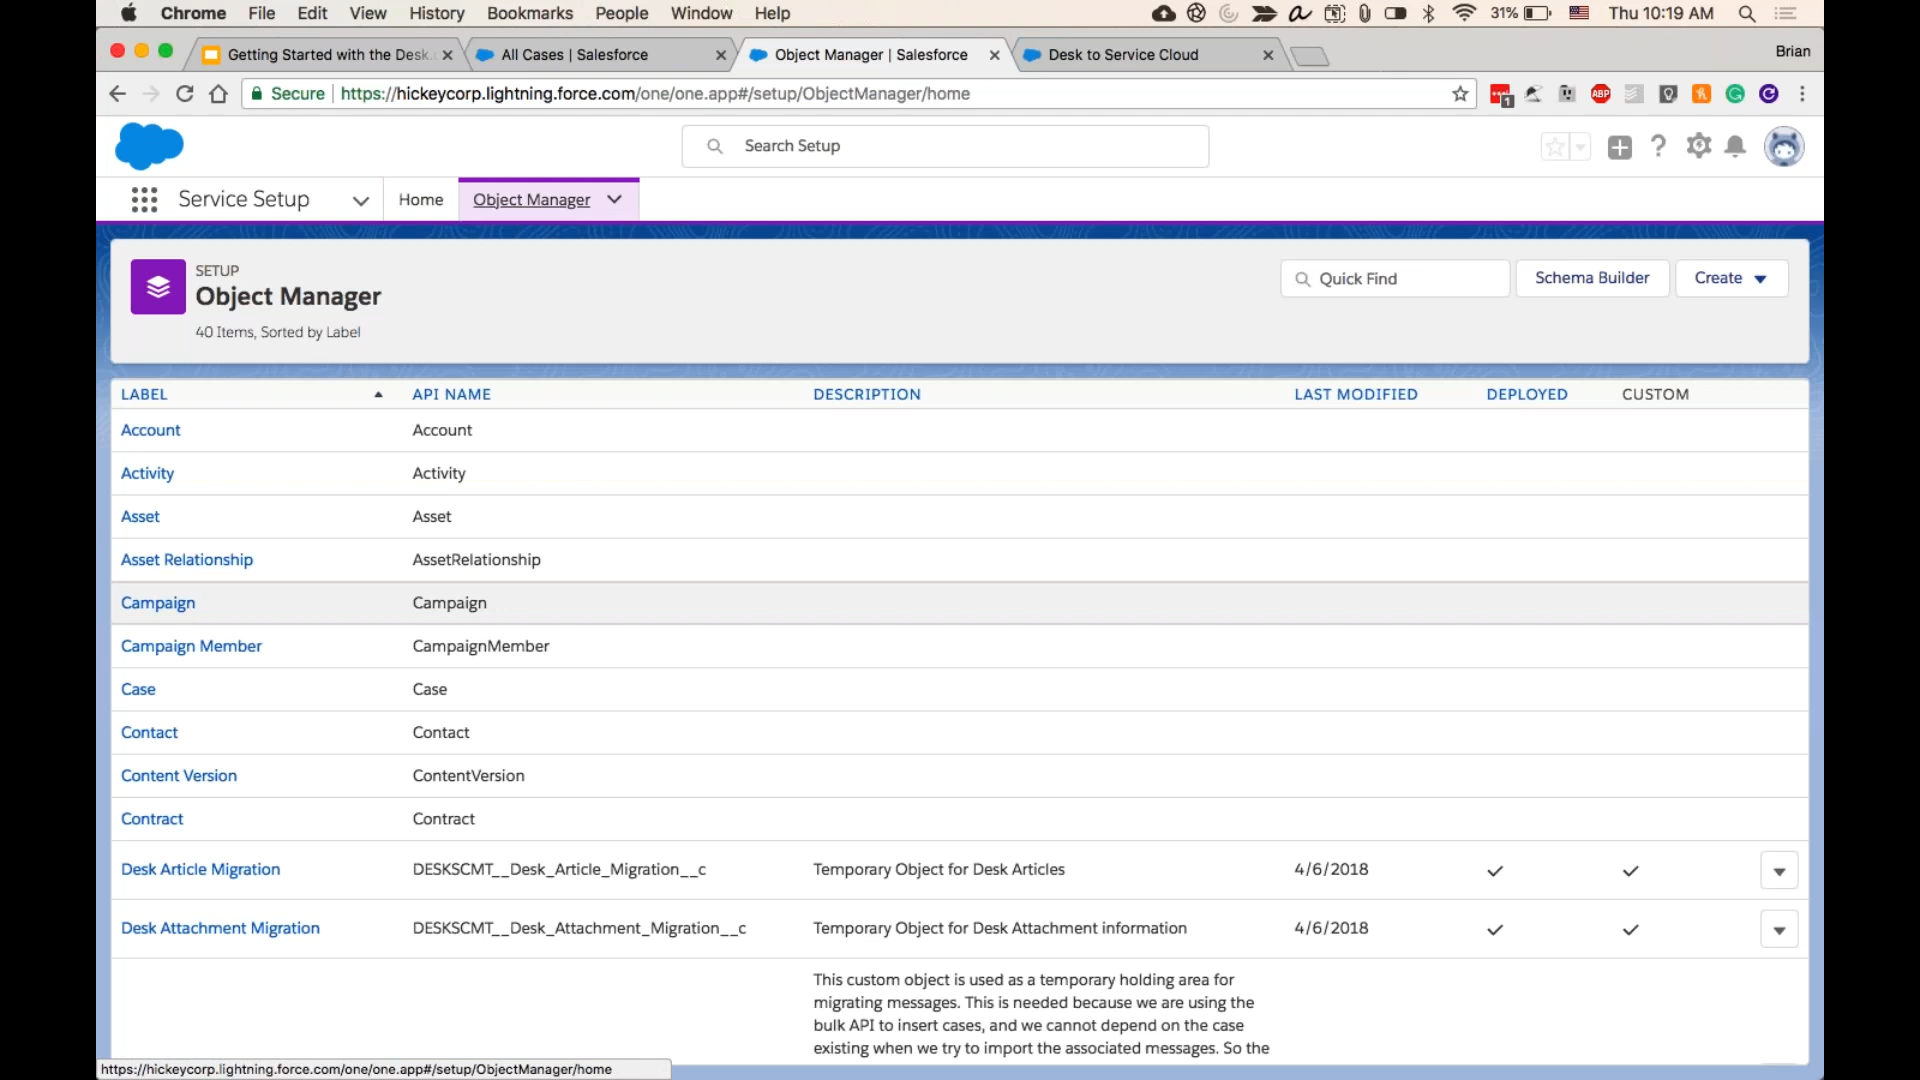 Chrome File Edit View History Bookmarks People Window Help 31% Thu 10:19 AM
Getting Started with the Desk. All Cases | Salesforce Object Manager | Salesforce Desk to Service Cloud Brian
Secure https://hickeycorp.lightning.force.com/one/one.app#/setup/ObjectManager/home 1 ABP
Search Setup
Service Setup Home Object Manager
SETUP
Object Manager
40 Items, Sorted by Label
Quick Find Schema Builder Create
LABEL API NAME DESCRIPTION LAST MODIFIED DEPLOYED CUSTOM
Account Account
Activity Activity
Asset Asset
Asset Relationship AssetRelationship
Campaign Campaign
Campaign Member CampaignMember
Case Case
Contact Contact
Content Version ContentVersion
Contract Contract
Desk Article Migration DESKSCMT__Desk_Article_Migration__c Temporary Object for Desk Articles 4/6/2018
Desk Attachment Migration DESKSCMT__Desk_Attachment_Migration__c Temporary Object for Desk Attachment information 4/6/2018
This custom object is used as a temporary holding area for
migrating messages. This is needed because we are using the
bulk API to insert cases, and we cannot depend on the case
existing when we try to import the associated messages. So the
https://hickeycorp.lightning.force.com/one/one.app#/setup/ObjectManager/home